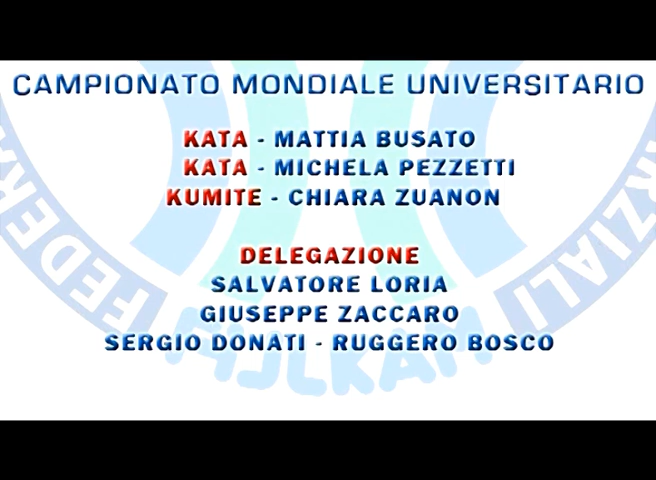 CAMPIONATO MONDIALE UNIVERSITARIO
KATA - MATTIA BUSATO
KATA - MICHELA PEZZETTI
KUMITE - CHIARA ZUANON
DELEGAZIONE
SALVATORE LORIA
GIUSEPPE ZACCARO
SERGIO DONATI - RUGGERO BOSCO
FIJLKAM